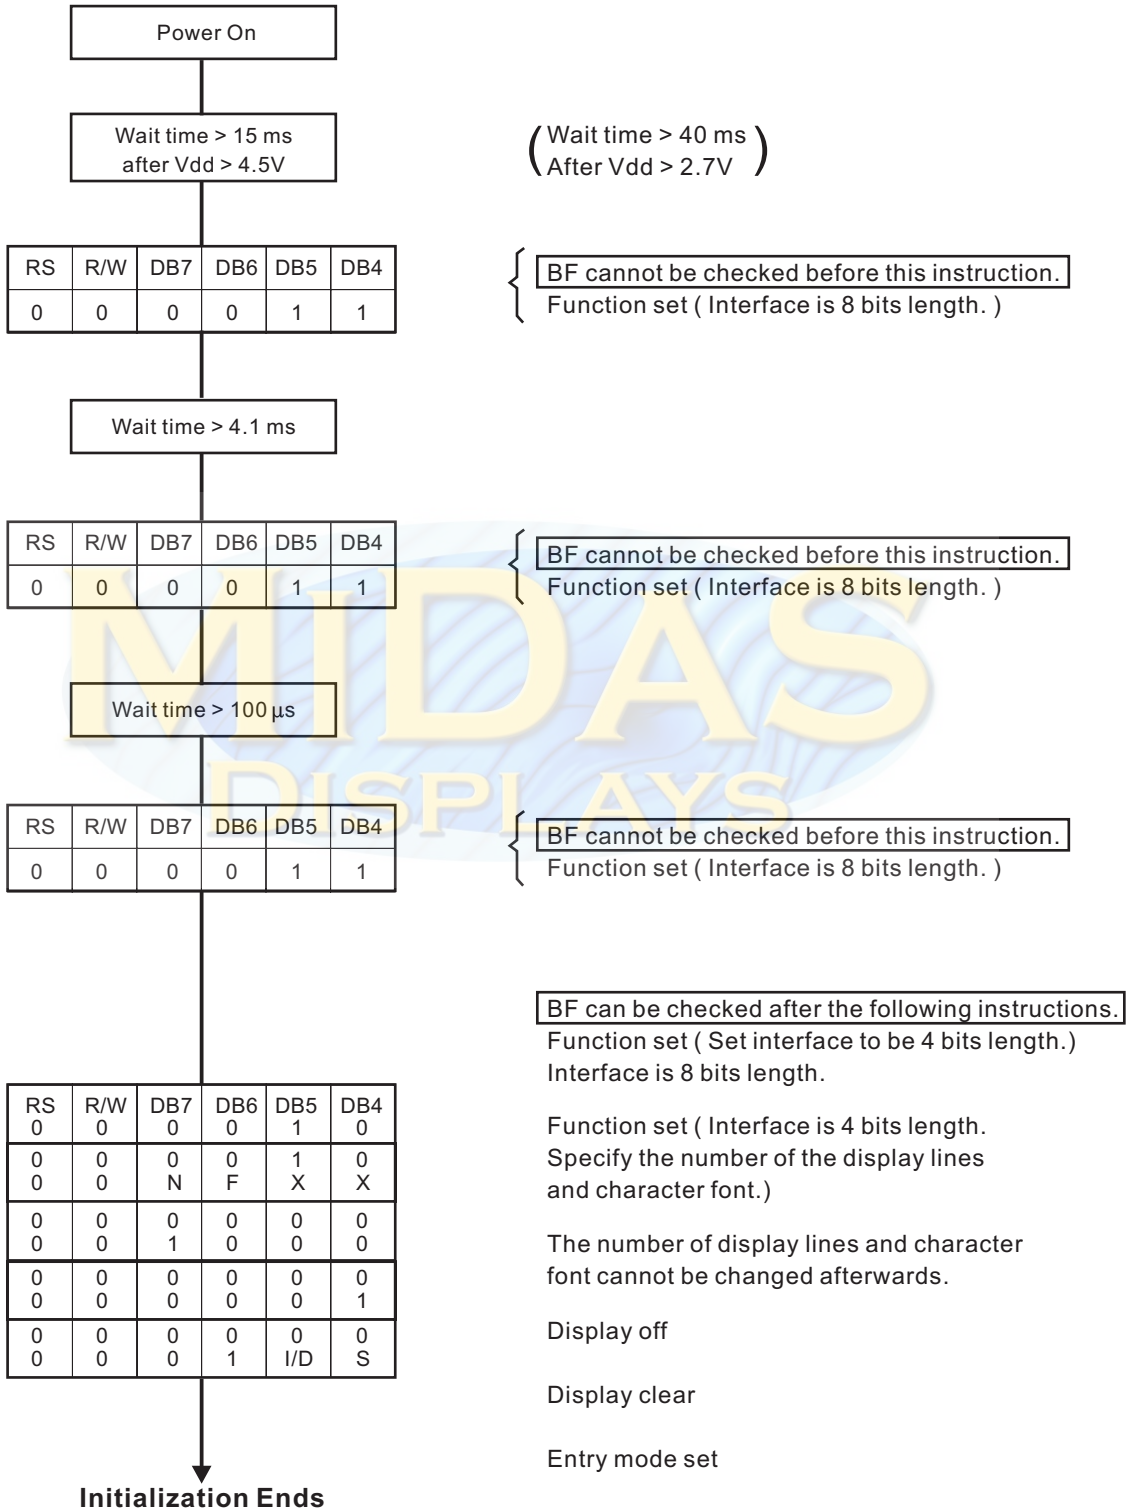 Power On
Wait time > 15 ms
after Vdd > 4.5V
(Wait time > 40 ms
After Vdd > 2.7V)
RS R/W DB7 DB6 DB5 DB4
0 0 0 0 1 1
BF cannot be checked before this instruction.
Function set ( Interface is 8 bits length. )
Wait time > 4.1 ms
RS R/W DB7 DB6 DB5 DB4
0 0 0 0 1 1
BF cannot be checked before this instruction.
Function set ( Interface is 8 bits length. )
MIDAS
Wait time > 100 µs
DISPLAYS
RS R/W DB7 DB6 DB5 DB4
0 0 0 0 1 1
BF cannot be checked before this instruction.
Function set ( Interface is 8 bits length. )
BF can be checked after the following instructions.
Function set ( Set interface to be 4 bits length.)
Interface is 8 bits length.
RS R/W DB7 DB6 DB5 DB4
0 0 0 0 1 0
0 0 0 0 1 0
0 0 N F X X
0 0 0 0 0 0
0 0 1 0 0 0
0 0 0 0 0 0
0 0 0 0 0 1
0 0 0 0 0 0
0 0 0 1 I/D S
Function set ( Interface is 4 bits length.
Specify the number of the display lines
and character font.)
The number of display lines and character
font cannot be changed afterwards.
Display off
Display clear
Entry mode set
Initialization Ends